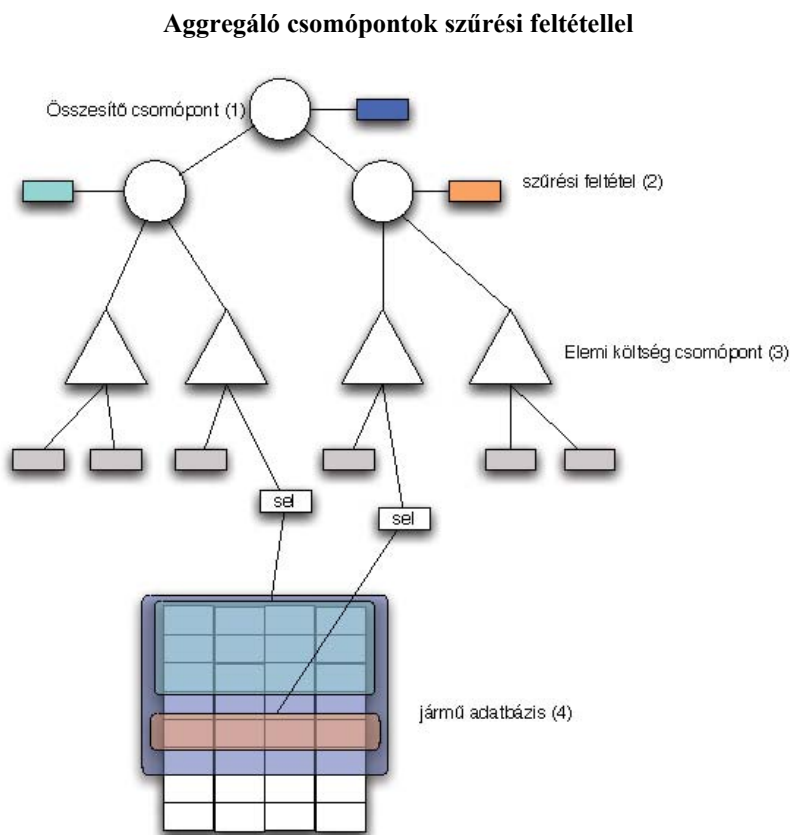 Aggregáló csomópontok szűrési feltétellel
Összesítő csomópont (1)
szűrési feltétel (2)
Elemi költség csomópont (3)
sel
sel
jármű adatbázis (4)